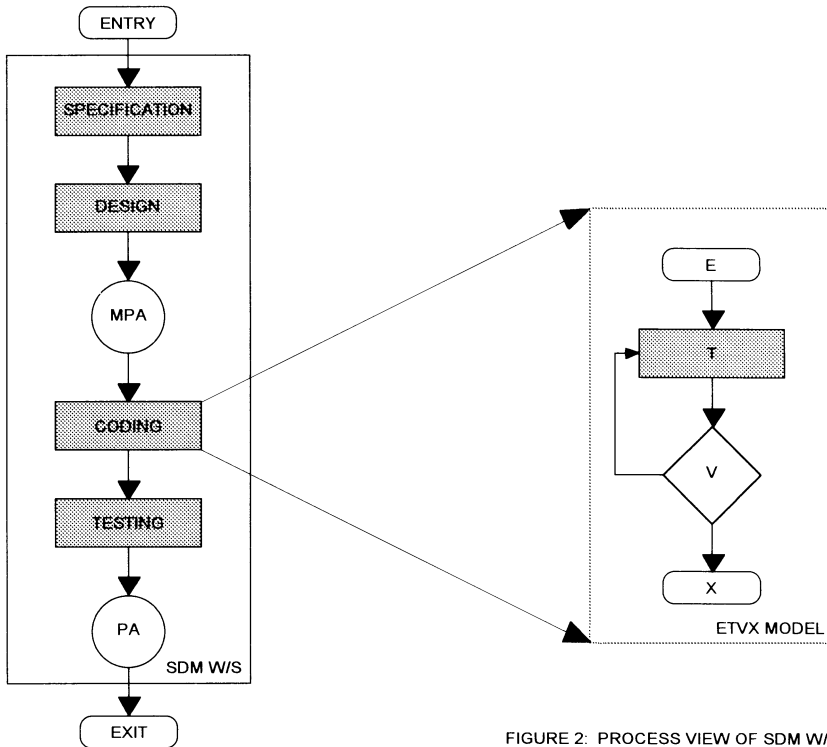 ENTRY
SPECIFICATION
DESIGN
MPA
CODING
TESTING
PA
SDM W/S
EXIT
E
T
V
X
ETVX MODEL
FIGURE 2: PROCESS VIEW OF SDM W/